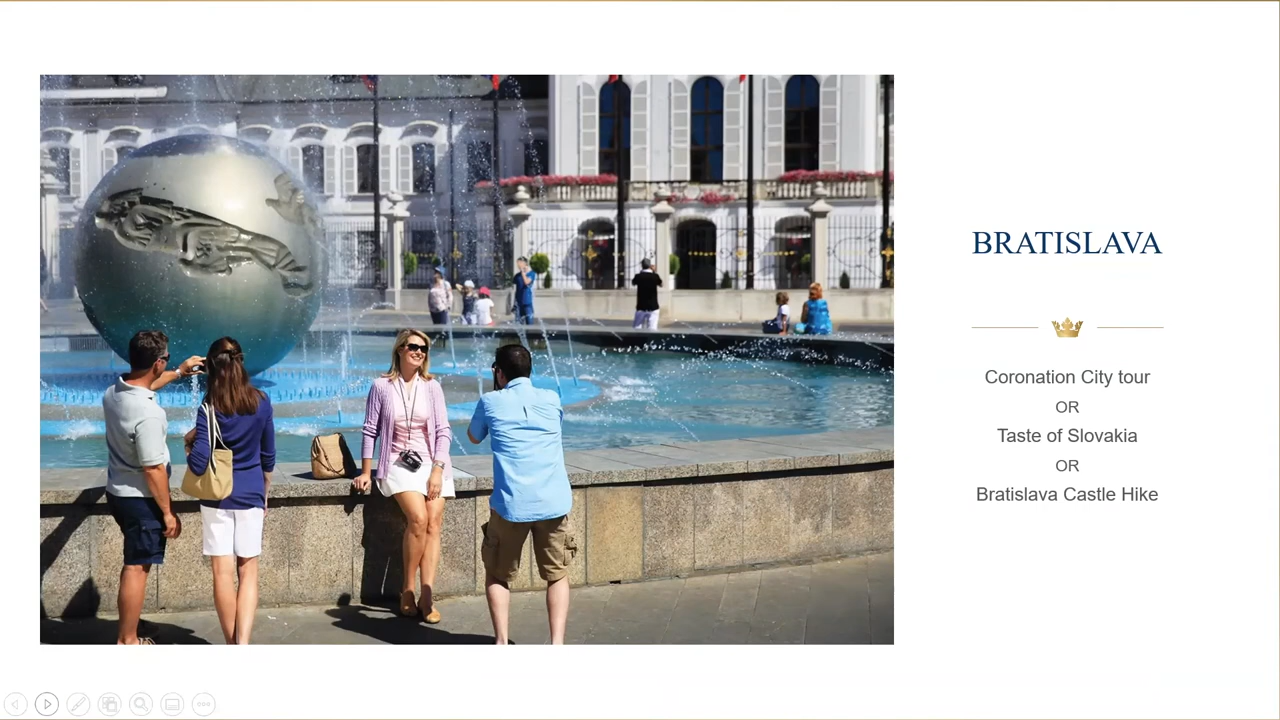 BRATISLAVA
Coronation City tour
OR
Taste of Slovakia
OR
Bratislava Castle Hike